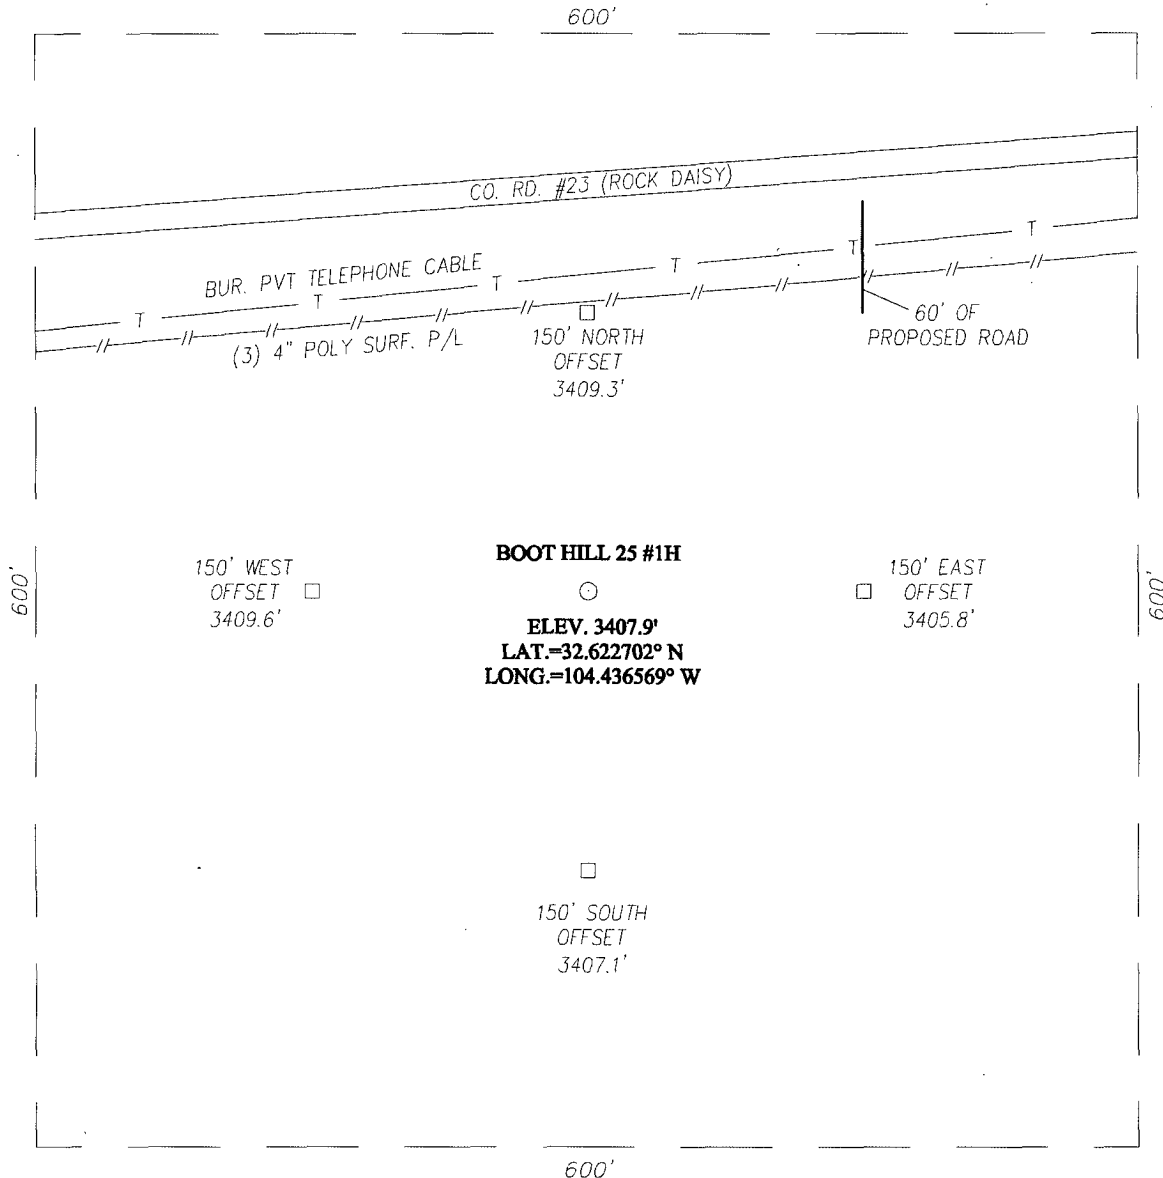 600'
CO. RD. #23 (ROCK DAISY)
BUR. PVT TELEPHONE CABLE
T T T T T T
(3) 4" POLY SURF. P/L
150' NORTH
OFFSET
3409.3'
60' OF
PROPOSED ROAD
600'
150' WEST
OFFSET
3409.6'
BOOT HILL 25 #1H
ELEV. 3407.9'
LAT.=32.622702° N
LONG.=104.436569° W
150' EAST
OFFSET
3405.8'
600'
150' SOUTH
OFFSET
3407.1'
600'